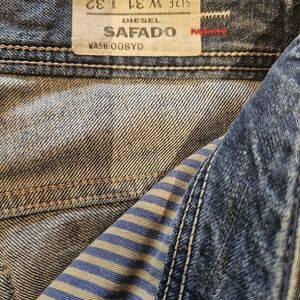 SIZE W 31 L 32
DIESEL
SAFADO
WASH 008YD